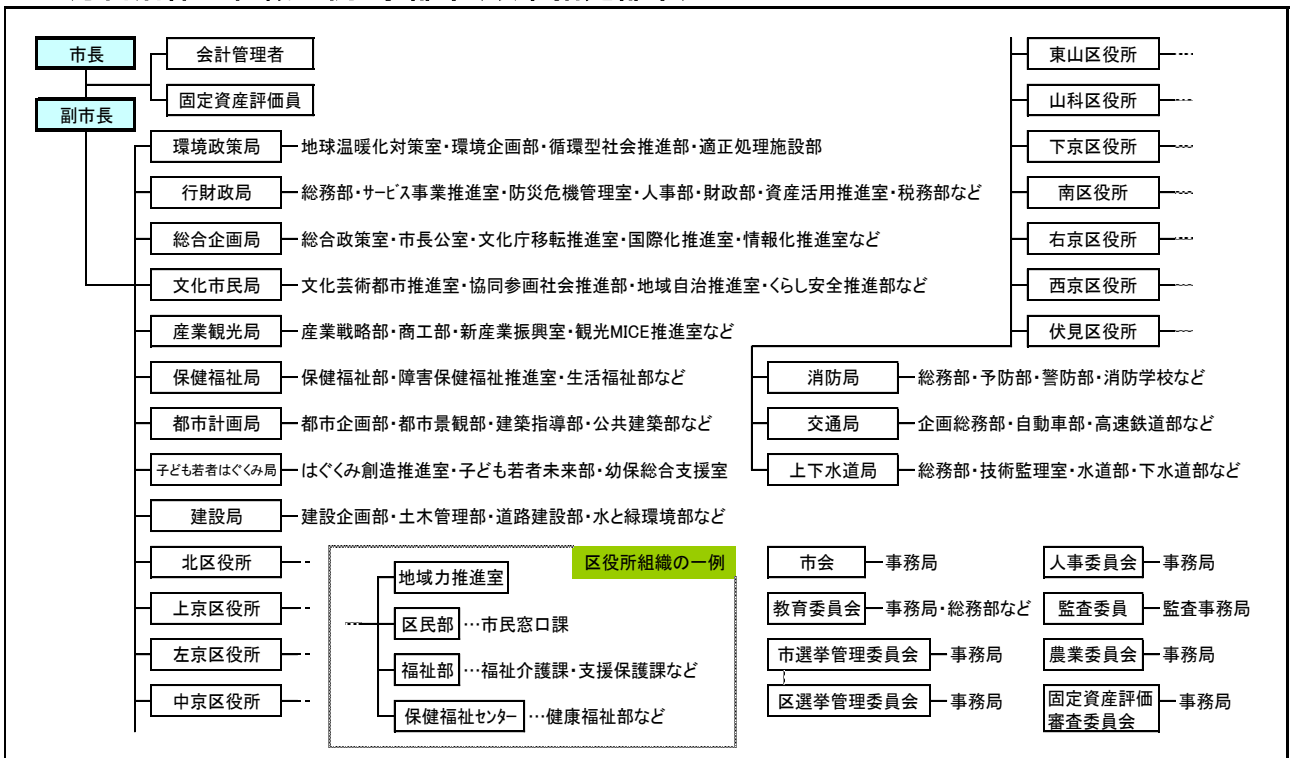 市長
会計管理者
固定資産評価員
副市長
環境政策局 地球温暖化対策室・環境企画部・循環型社会推進部・適正処理施設部
行財政局 総務部・サービス事業推進室・防災危機管理室・人事部・財政部・資産活用推進室・税務部など
総合企画局 総合政策室・市長公室・文化庁移転推進室・国際化推進室・情報化推進室など
文化市民局 文化芸術都市推進室・協同参画社会推進部・地域自治推進室・くらし安全推進部など
産業観光局 産業戦略部・商工部・新産業振興室・観光MICE推進室など
保健福祉局 保健福祉部・障害保健福祉推進室・生活福祉部など
都市計画局 都市企画部・都市景観部・建築指導部・公共建築部など
子ども若者はぐくみ局 はぐくみ創造推進室・子ども若者未来部・幼保総合支援室
建設局 建設企画部・土木管理部・道路建設部・水と緑環境部など
北区役所
上京区役所
左京区役所
中京区役所
区役所組織の一例
地域力推進室
区民部 …市民窓口課
福祉部 …福祉介護課・支援保護課など
保健福祉センター …健康福祉部など
東山区役所
山科区役所
下京区役所
南区役所
右京区役所
西京区役所
伏見区役所
消防局 総務部・予防部・警防部・消防学校など
交通局 企画総務部・自動車部・高速鉄道部など
上下水道局 総務部・技術監理室・水道部・下水道部など
市会 事務局
教育委員会 事務局・総務部など
市選挙管理委員会 事務局
区選挙管理委員会 事務局
人事委員会 事務局
監査委員 監査事務局
農業委員会 事務局
固定資産評価
審査委員会 事務局